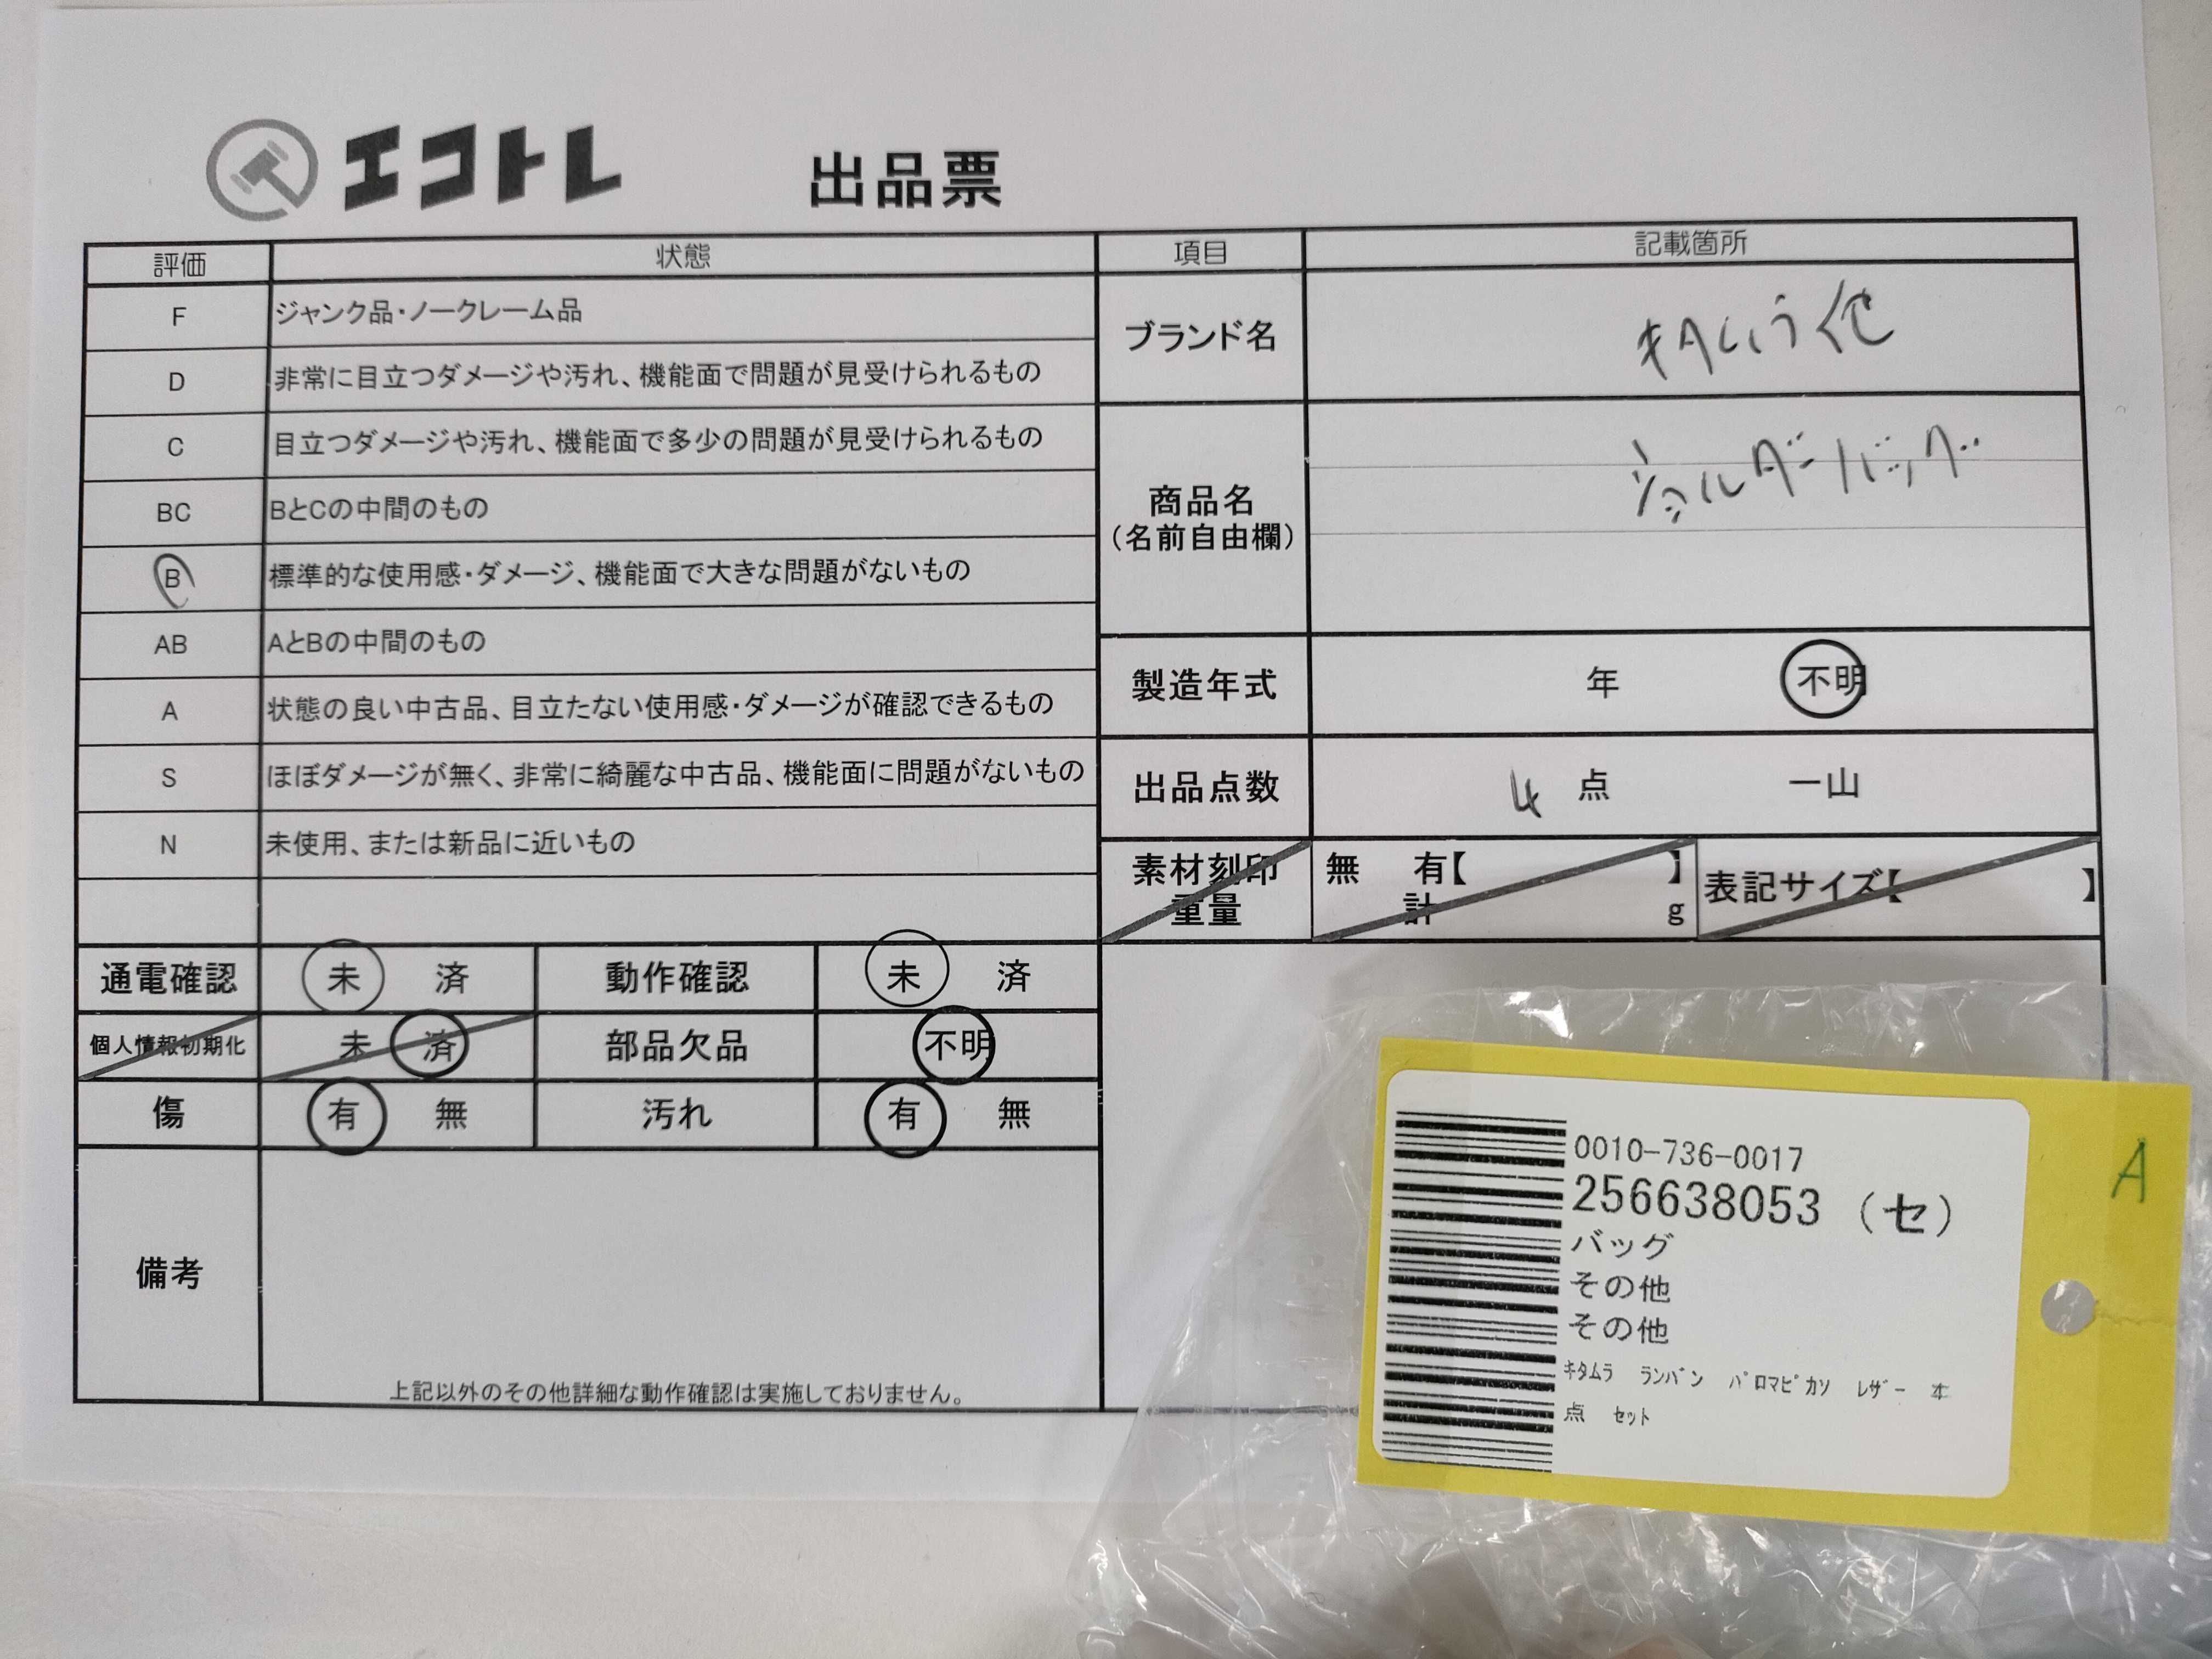 エコトレ 出品票
評価 状態 項目 記載箇所
F ジャンク品・ノークレーム品
D 非常に目立つダメージや汚れ、機能面で問題が見受けられるもの
C 目立つダメージや汚れ、機能面で多少の問題が見受けられるもの
BC BとCの中間のもの
B 標準的な使用感・ダメージ、機能面で大きな問題がないもの
AB AとBの中間のもの
A 状態の良い中古品、目立たない使用感・ダメージが確認できるもの
S ほぼダメージが無く、非常に綺麗な中古品、機能面に問題がないもの
N 未使用、または新品に近いもの
ブランド名 キタムラ 他
商品名
(名前自由欄)
ショルダーバッグ
製造年式 年 不明
出品点数 4 点 一山
素材刻印 無 有【 】 表記サイズ【 】
重量 計 g
通電確認 未 済 動作確認 未 済
個人情報初期化 未 済 部品欠品 不明
傷 有 無 汚れ 有 無
備考
上記以外のその他詳細な動作確認は実施しておりません。
0010-736-0017
256638053 (セ)
バッグ
その他
その他
ｷﾀﾑﾗ ﾗﾝﾊﾞﾝ ﾊﾟﾛﾏﾋﾟｶｿ ﾚｻﾞｰ 本
点 ｾｯﾄ
A